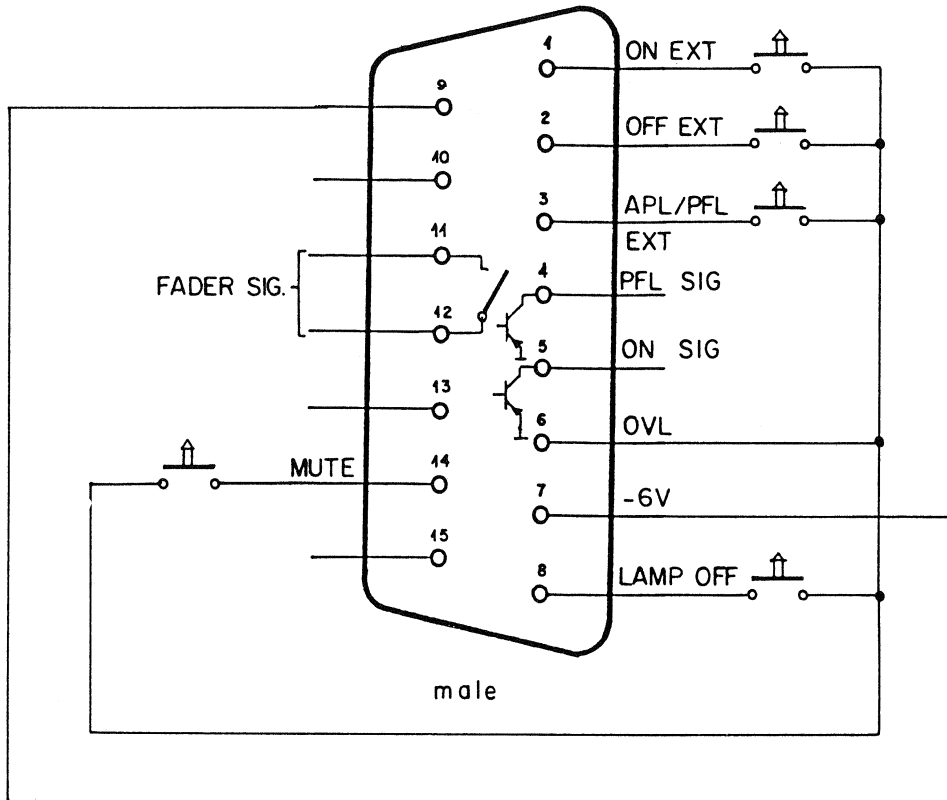 1 ON EXT
9
2 OFF EXT
10
3 APL/PFL
EXT
11
4 PFL SIG
FADER SIG.
12
5 ON SIG
13
6 OVL
14 MUTE
7 -6V
15
8 LAMP OFF
male